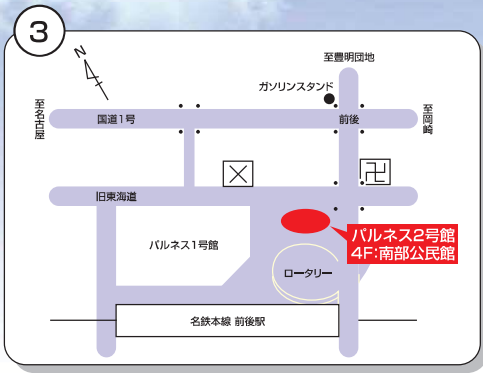 3
N
至豊明団地
ガソリンスタンド
至名古屋
国道1号
前後
至岡崎
旧東海道
パルネス1号館
パルネス2号館
4F:南部公民館
ロータリー
名鉄本線 前後駅